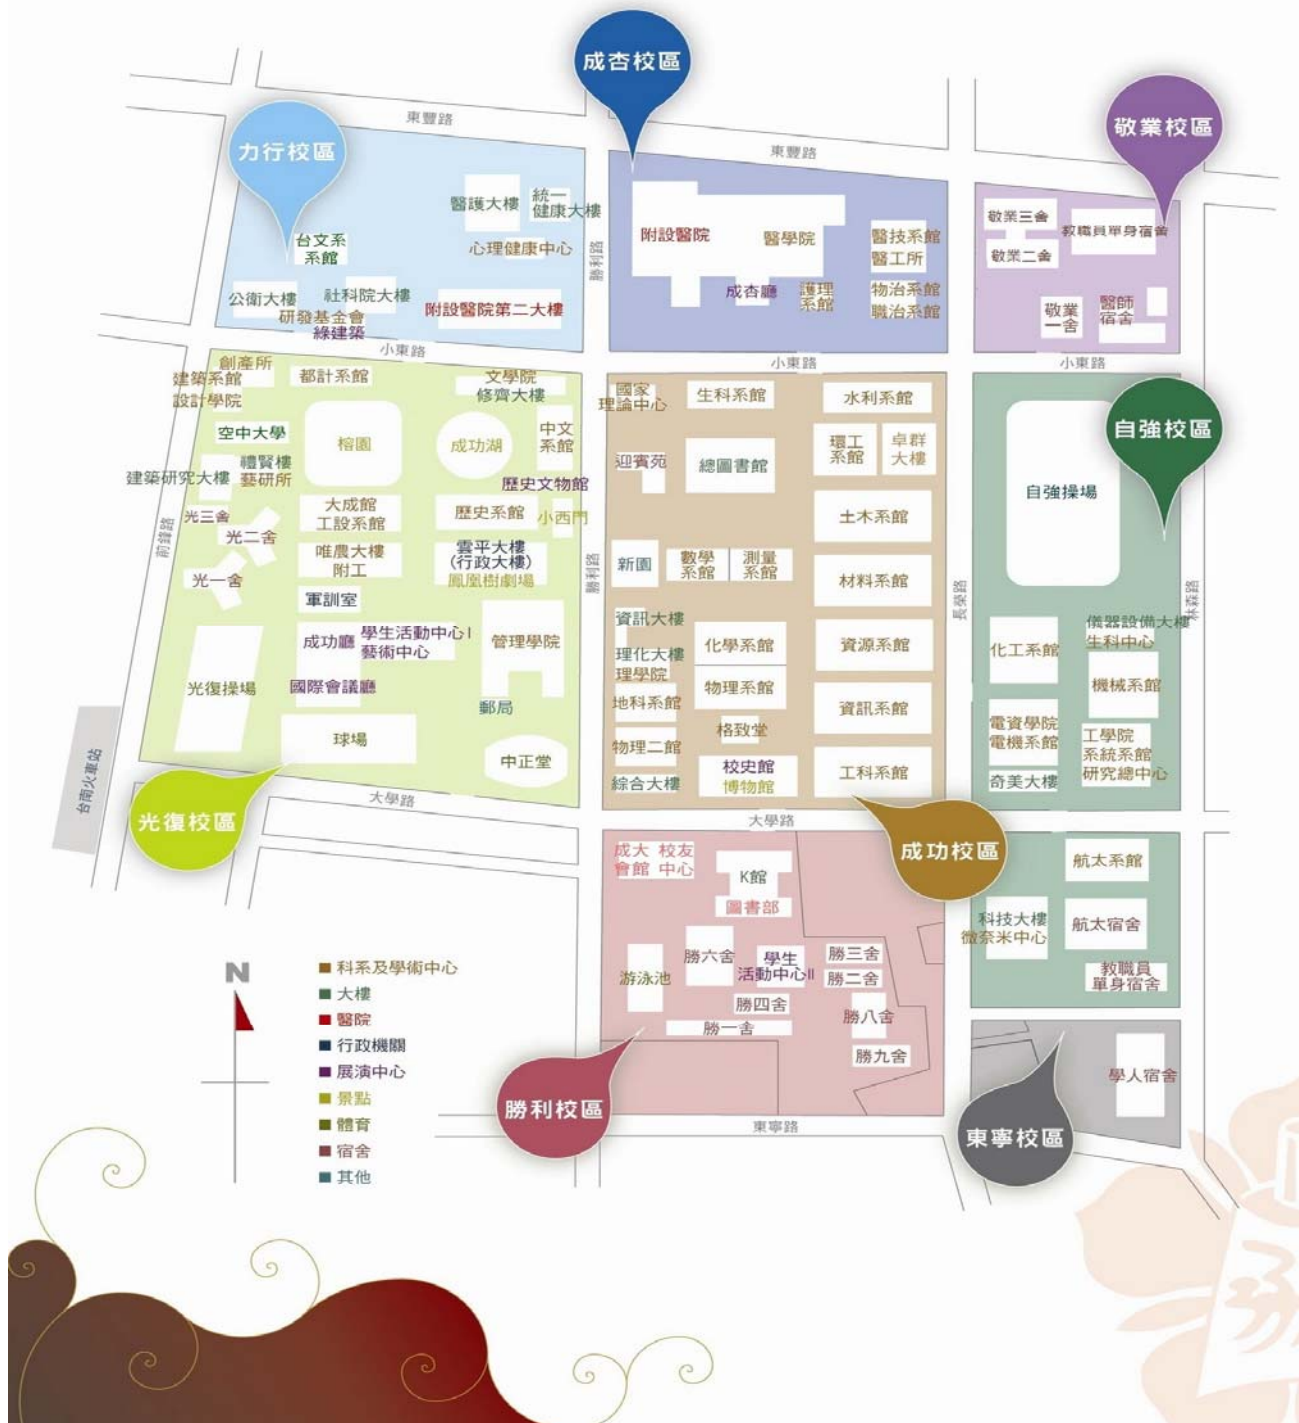 成杏校區
敬業校區
力行校區
東豐路
東豐路
醫護大樓
統一
健康大樓
台文系
系館
心理健康中心
公衛大樓
社科院大樓
研發基金會
綠建築
附設醫院第二大樓
勝利路
附設醫院
醫學院
醫技系館
醫工所
成杏廳
護理
系館
物治系館
職治系館
敬業三舍
敬業二舍
教職員單身宿舍
敬業
一舍
醫師
宿舍
小東路
小東路
小東路
創產所
建築系館
設計學院
都計系館
文學院
修齊大樓
空中大學
榕園
成功湖
中文
系館
建築研究大樓
禮賢樓
藝研所
歷史文物館
光三舍
光二舍
光一舍
大成館
工設系館
歷史系館
小西門
唯農大樓
附工
雲平大樓
(行政大樓)
鳳凰樹劇場
軍訓室
成功廳
學生活動中心I
藝術中心
管理學院
國際會議廳
光復操場
郵局
球場
中正堂
前鋒路
勝利路
台南火車站
光復校區
大學路
國家
理論中心
生科系館
水利系館
迎賓苑
總圖書館
環工
系館
卓群
大樓
土木系館
新園
數學
系館
測量
系館
材料系館
資訊大樓
理化大樓
理學院
化學系館
資源系館
地科系館
物理系館
資訊系館
物理二館
格致堂
綜合大樓
校史館
博物館
工科系館
長榮路
大學路
成功校區
自強校區
自強操場
林森路
化工系館
儀器設備大樓
生科中心
機械系館
電資學院
電機系館
工學院
系統系館
研究總中心
奇美大樓
航太系館
科技大樓
微奈米中心
航太宿舍
教職員
單身宿舍
成大
會館
校友
中心
K館
圖書部
游泳池
勝六舍
學生
活動中心II
勝三舍
勝二舍
勝四舍
勝一舍
勝八舍
勝九舍
勝利校區
東寧路
學人宿舍
東寧校區
N
科系及學術中心
大樓
醫院
行政機關
展演中心
景點
體育
宿舍
其他